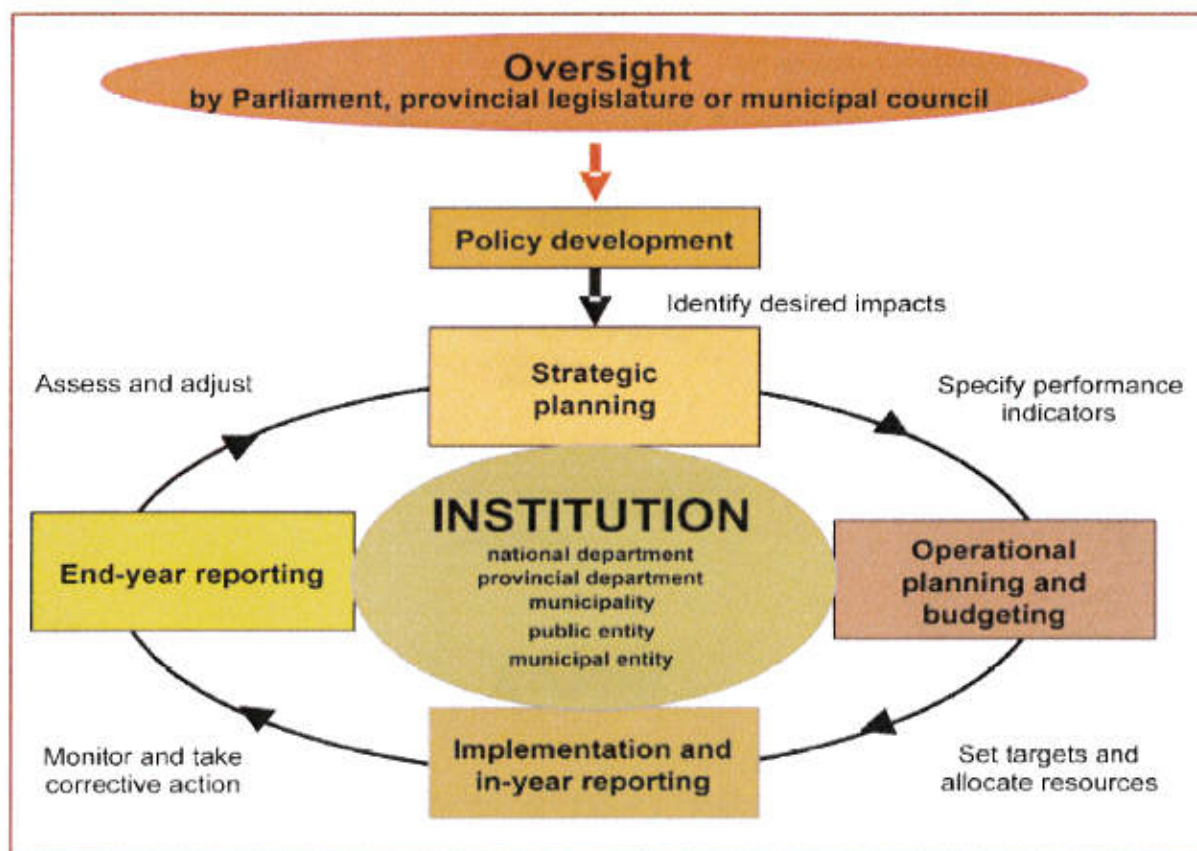 Oversight
by Parliament, provincial legislature or municipal council
Policy development
Identify desired impacts
Strategic
planning
Assess and adjust
Specify performance
indicators
INSTITUTION
national department
provincial department
municipality
public entity
municipal entity
End-year reporting
Operational
planning and
budgeting
Implementation and
in-year reporting
Monitor and take
corrective action
Set targets and
allocate resources